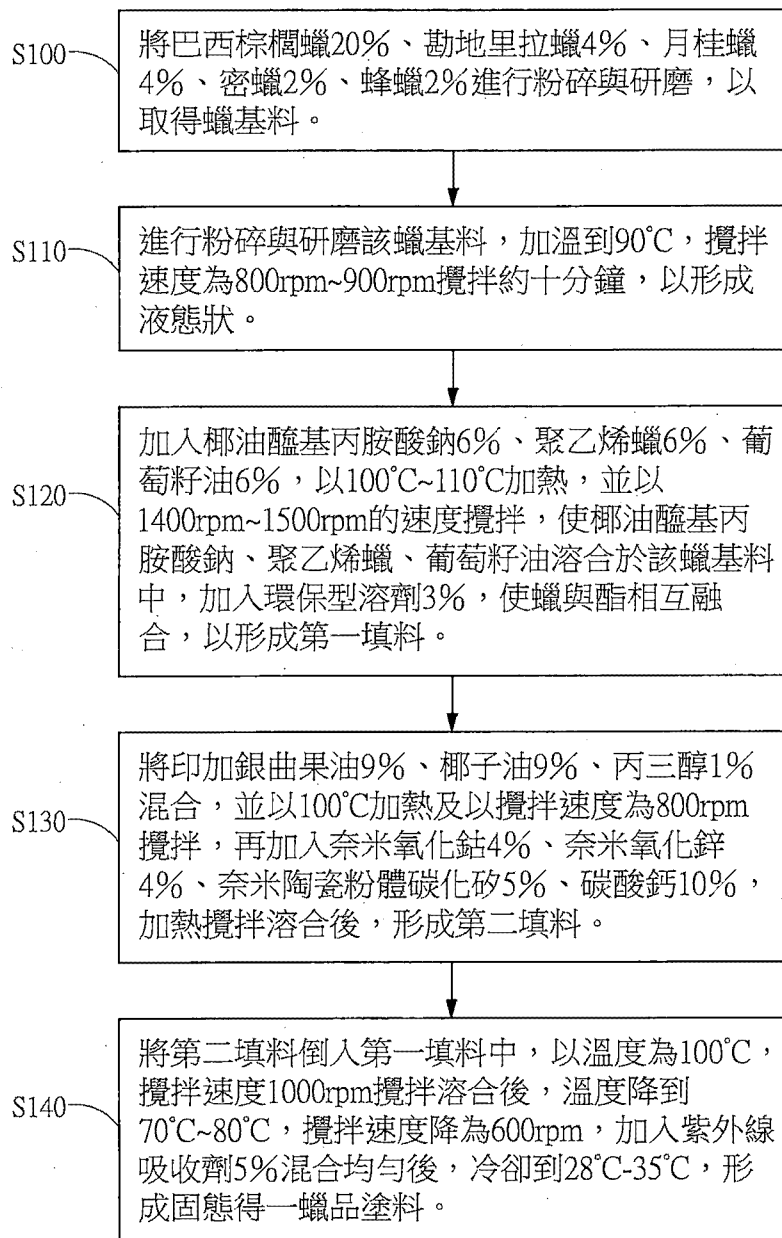 S100
將巴西棕櫚蠟20%、勘地里拉蠟4%、月桂蠟
4%、密蠟2%、蜂蠟2%進行粉碎與研磨，以
取得蠟基料。
S110
進行粉碎與研磨該蠟基料，加溫到90℃，攪拌
速度為800rpm~900rpm攪拌約十分鐘，以形成
液態狀。
S120
加入椰油醯基丙胺酸鈉6%、聚乙烯蠟6%、葡
萄籽油6%，以100℃~110℃加熱，並以
1400rpm~1500rpm的速度攪拌，使椰油醯基丙
胺酸鈉、聚乙烯蠟、葡萄籽油溶合於該蠟基料
中，加入環保型溶劑3%，使蠟與酯相互融
合，以形成第一填料。
S130
將印加銀曲果油9%、椰子油9%、丙三醇1%
混合，並以100℃加熱及以攪拌速度為800rpm
攪拌，再加入奈米氧化鈷4%、奈米氧化鋅
4%、奈米陶瓷粉體碳化矽5%、碳酸鈣10%，
加熱攪拌溶合後，形成第二填料。
S140
將第二填料倒入第一填料中，以溫度為100℃，
攪拌速度1000rpm攪拌溶合後，溫度降到
70℃~80℃，攪拌速度降為600rpm，加入紫外線
吸收劑5%混合均勻後，冷卻到28℃-35℃，形
成固態得一蠟品塗料。